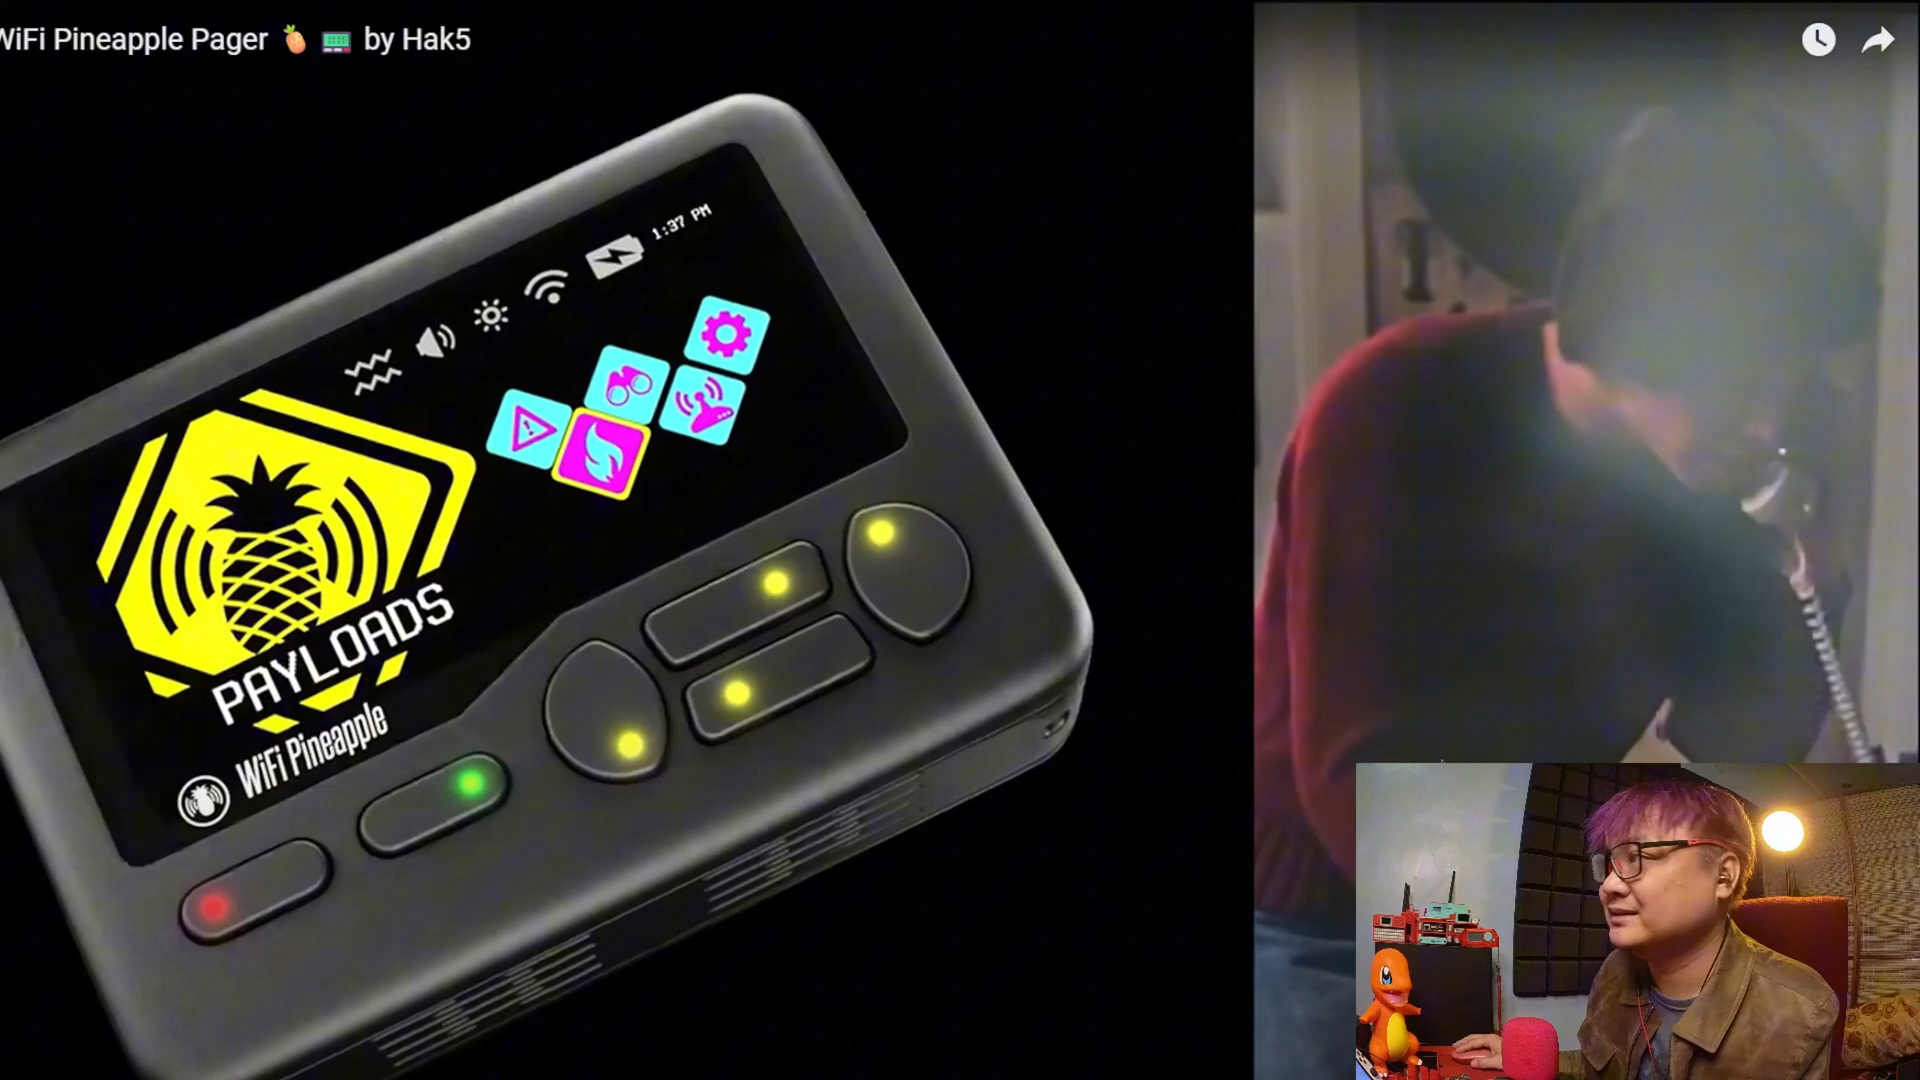 WiFi Pineapple Pager 🍍 📟 by Hak5
1:37 PM
PAYLOADS
WiFi Pineapple